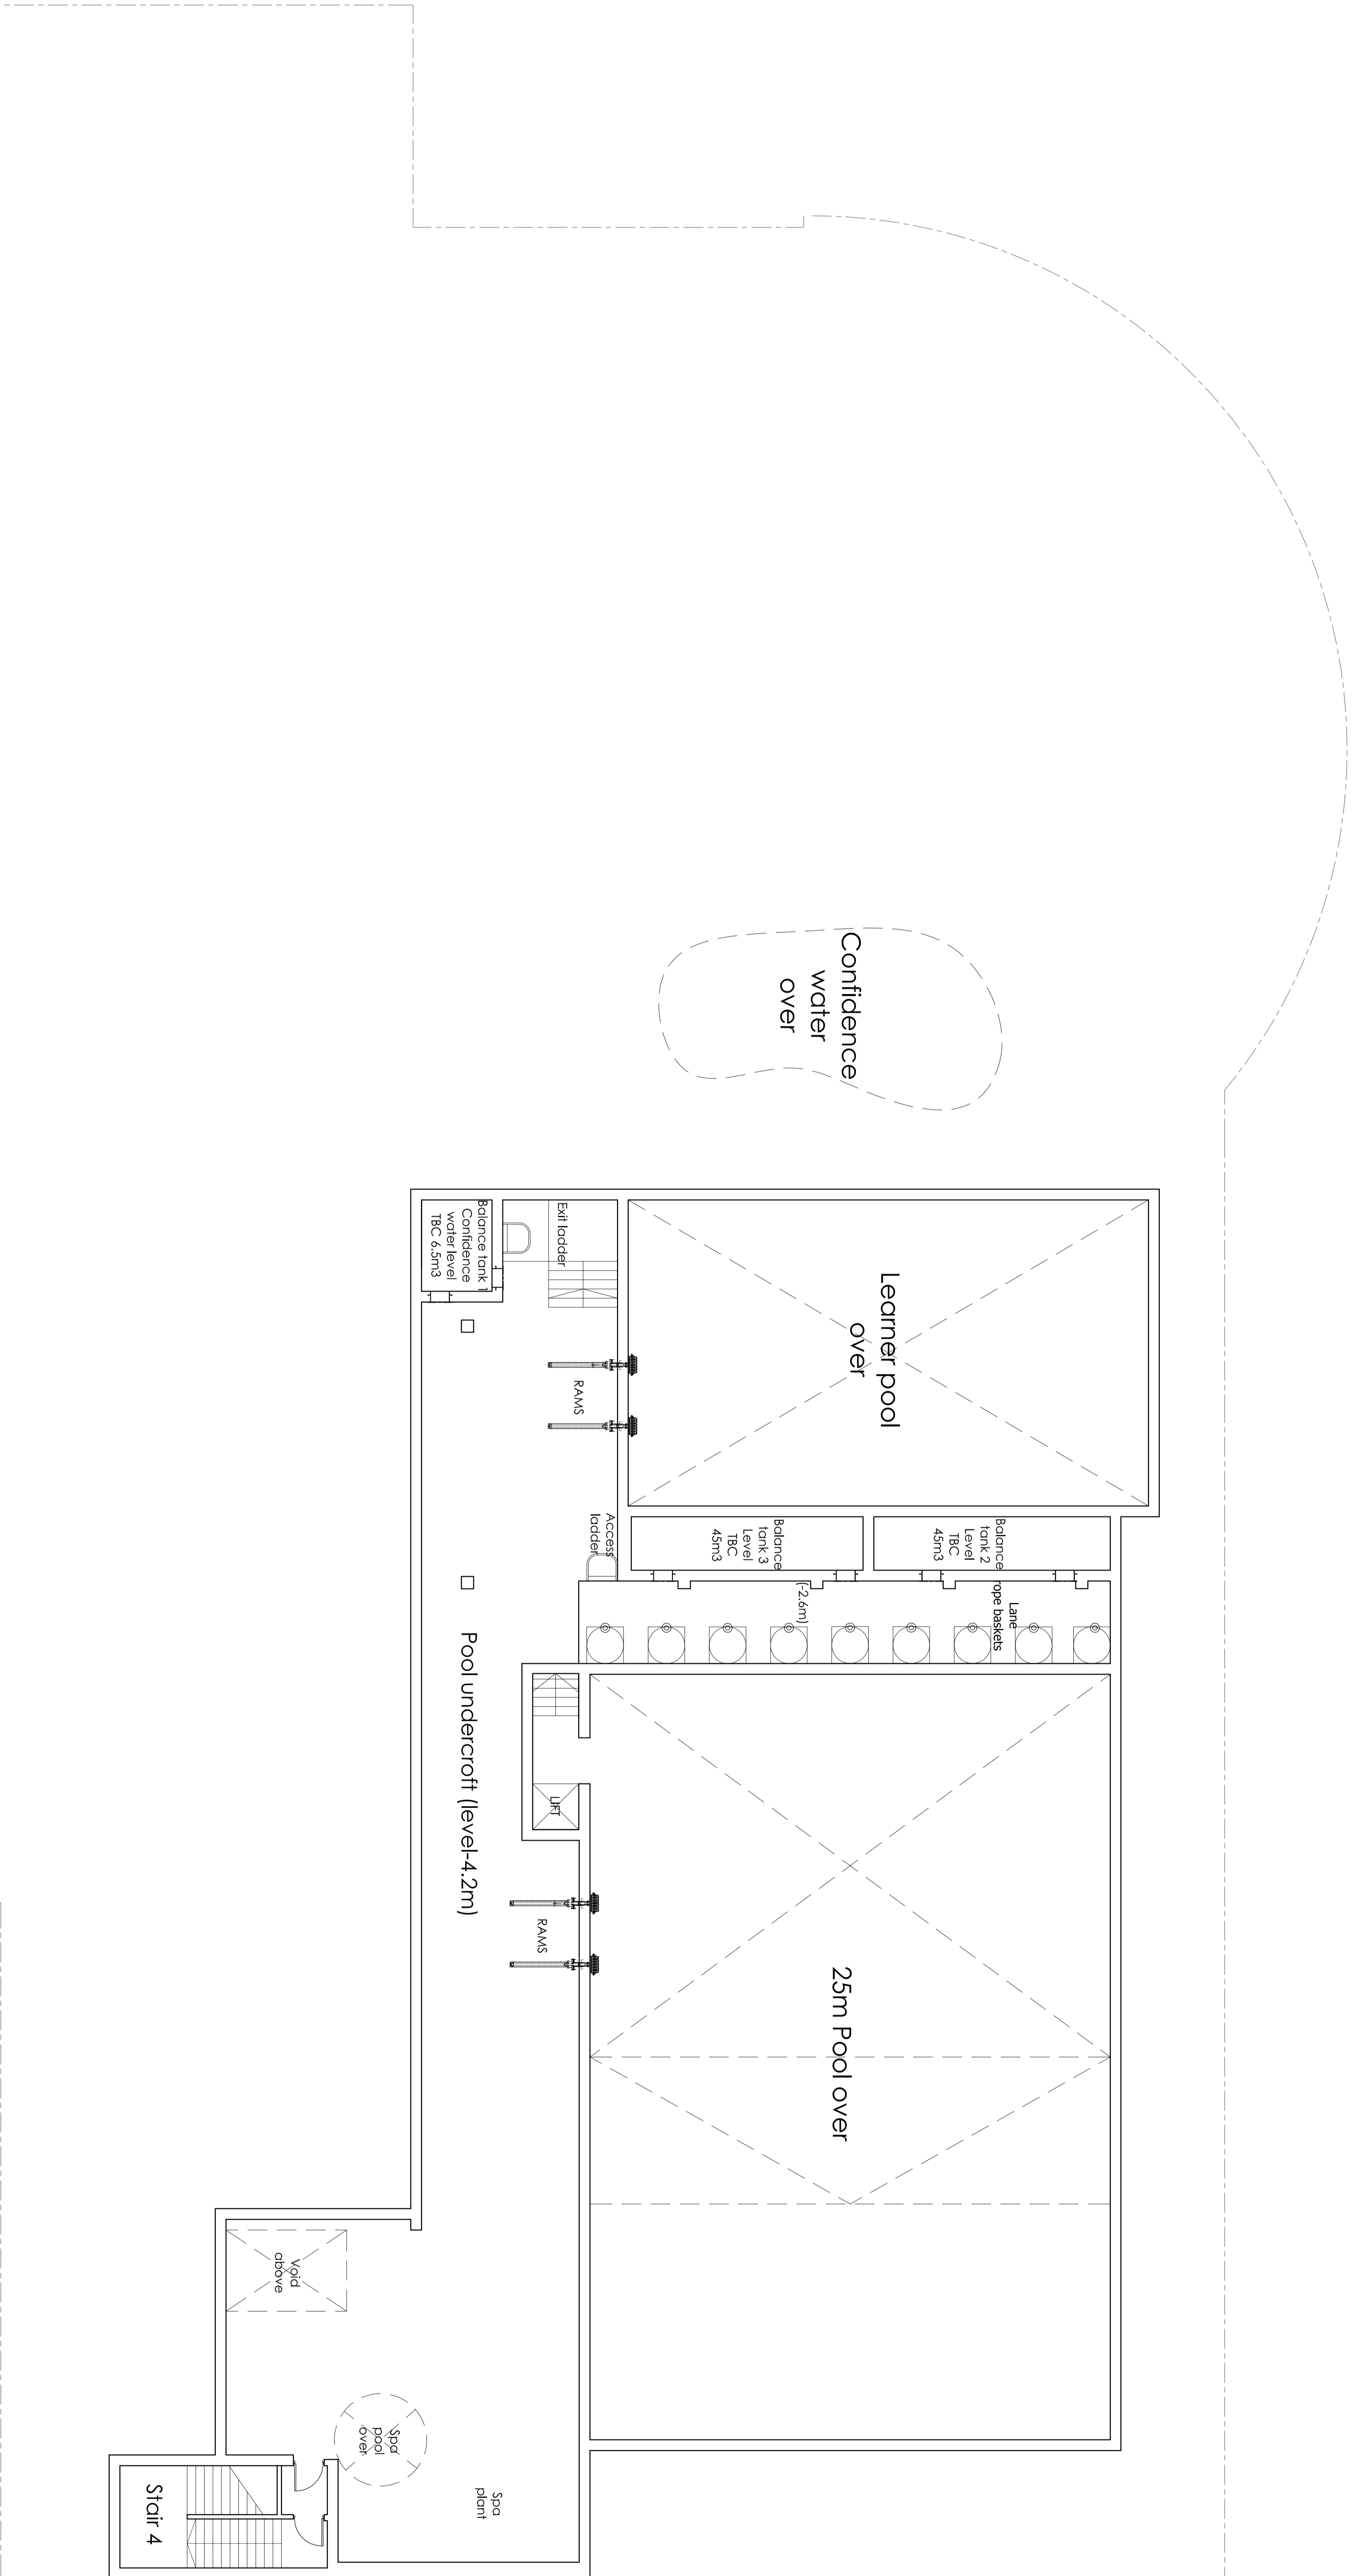 Confidence
water
over
Balance tank 1
Confidence
water level
TBC 6.5m3
Exit ladder
Learner pool
over
RAMS
Access
ladder
Balance
tank 3
Level
TBC
45m3
Balance
tank 2
Level
TBC
45m3
(-2.6m)
Lane
rope baskets
Pool undercroft (level-4.2m)
LIFT
RAMS
25m Pool over
Void
above
Spa
pool
over
Spa
plant
Stair 4